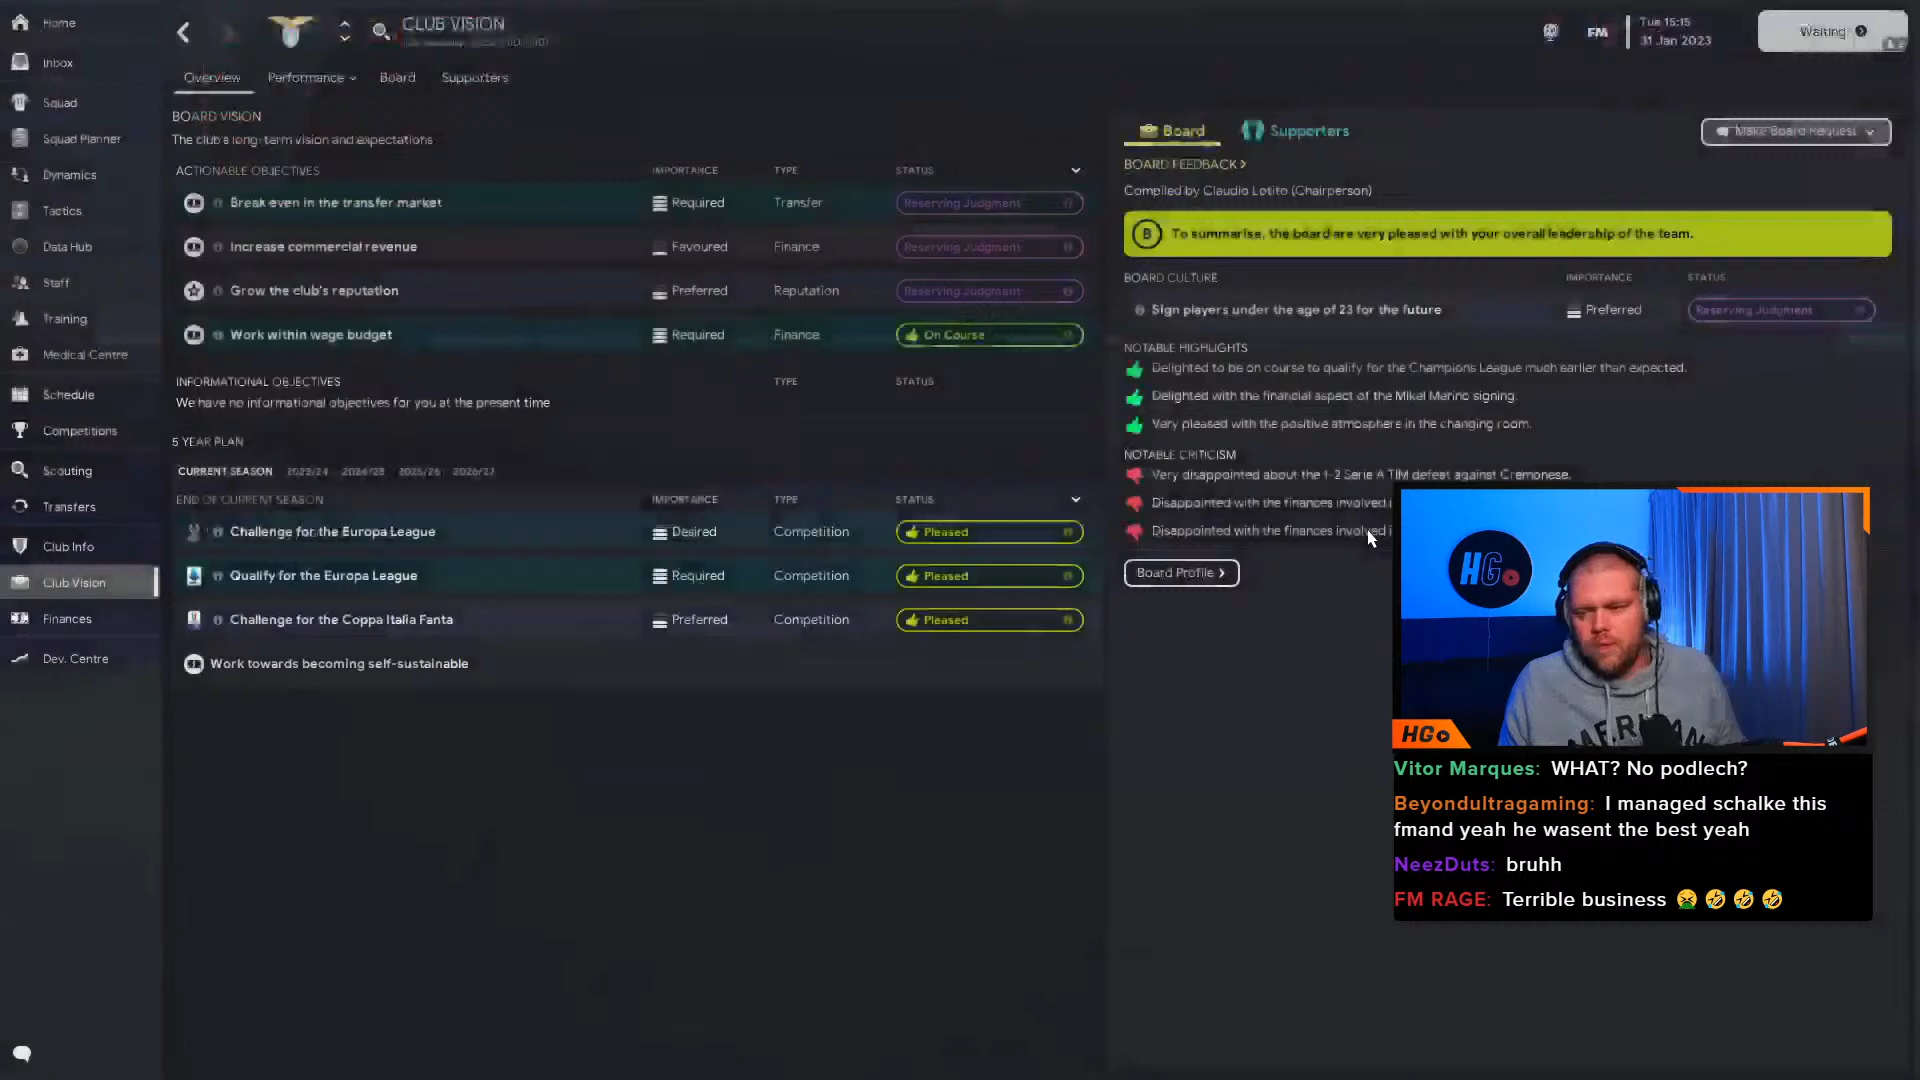 Home
Inbox
Squad
Squad Planner
Dynamics
Tactics
Data Hub
Staff
Training
Medical Centre
Schedule
Competitions
Scouting
Transfers
Club Info
Club Vision
Finances
Dev. Centre
CLUB VISION
FM
Tue 15:15
31 Jan 2023
Waiting
Overview Performance Board Supporters
BOARD VISION
The club's long-term vision and expectations
ACTIONABLE OBJECTIVES IMPORTANCE TYPE STATUS
Break even in the transfer market Required Transfer Reserving Judgment
Increase commercial revenue Favoured Finance Reserving Judgment
Grow the club's reputation Preferred Reputation Reserving Judgment
Work within wage budget Required Finance On Course
INFORMATIONAL OBJECTIVES TYPE STATUS
We have no informational objectives for you at the present time
5 YEAR PLAN
CURRENT SEASON 2023/24 2024/25 2025/26 2026/27
END OF CURRENT SEASON IMPORTANCE TYPE STATUS
Challenge for the Europa League Desired Competition Pleased
Qualify for the Europa League Required Competition Pleased
Challenge for the Coppa Italia Fanta Preferred Competition Pleased
Work towards becoming self-sustainable
Board Supporters Make Board Request
BOARD FEEDBACK
Compiled by Claudio Lotito (Chairperson)
B To summarise, the board are very pleased with your overall leadership of the team.
BOARD CULTURE IMPORTANCE STATUS
Sign players under the age of 23 for the future Preferred Reserving Judgment
NOTABLE HIGHLIGHTS
Delighted to be on course to qualify for the Champions League much earlier than expected.
Delighted with the financial aspect of the Mikel Merino signing.
Very pleased with the positive atmosphere in the changing room.
NOTABLE CRITICISM
Very disappointed about the 1-2 Serie A TIM defeat against Cremonese.
Disappointed with the finances involved i
Disappointed with the finances involved i
Board Profile
HG
HG
Vitor Marques: WHAT? No podlech?
Beyondultragaming: I managed schalke this
fmand yeah he wasent the best yeah
NeezDuts: bruhh
FM RAGE: Terrible business 🤮 🤣 🤣 🤣